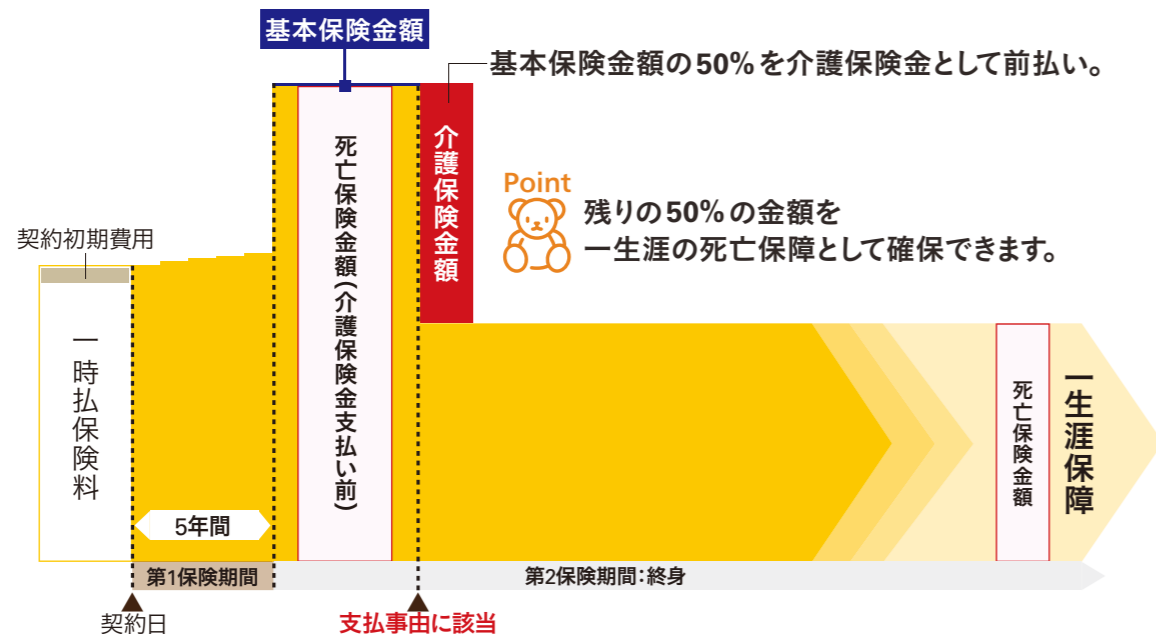 基本保険金額
基本保険金額の50%を介護保険金として前払い。
介護保険金額
死亡保険金額(介護保険金支払い前)
Point
残りの50%の金額を
一生涯の死亡保障として確保できます。
契約初期費用
一時払保険料
死亡保険金額
一生涯保障
5年間
第1保険期間
第2保険期間:終身
契約日
支払事由に該当